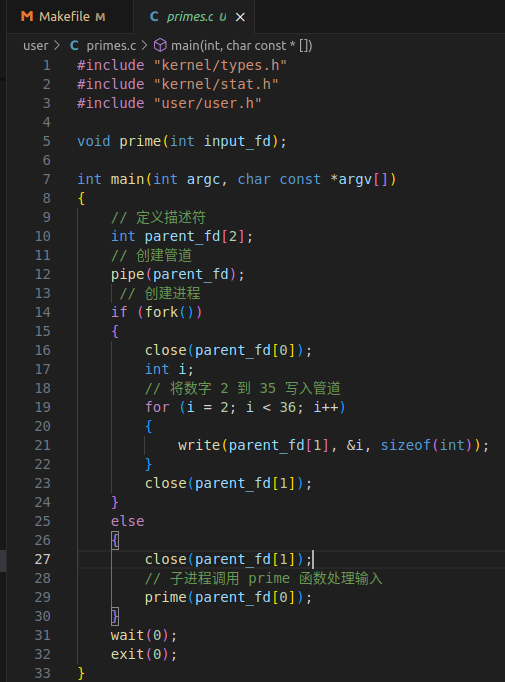 Makefile M
C primes.c U ×
user > C primes.c > main(int, char const * [])
1 #include "kernel/types.h"
2 #include "kernel/stat.h"
3 #include "user/user.h"
4
5 void prime(int input_fd);
6
7 int main(int argc, char const *argv[])
8 {
9 // 定义描述符
10 int parent_fd[2];
11 // 创建管道
12 pipe(parent_fd);
13 // 创建进程
14 if (fork())
15 {
16 close(parent_fd[0]);
17 int i;
18 // 将数字 2 到 35 写入管道
19 for (i = 2; i < 36; i++)
20 {
21 write(parent_fd[1], &i, sizeof(int));
22 }
23 close(parent_fd[1]);
24 }
25 else
26 {
27 close(parent_fd[1]);
28 // 子进程调用 prime 函数处理输入
29 prime(parent_fd[0]);
30 }
31 wait(0);
32 exit(0);
33 }